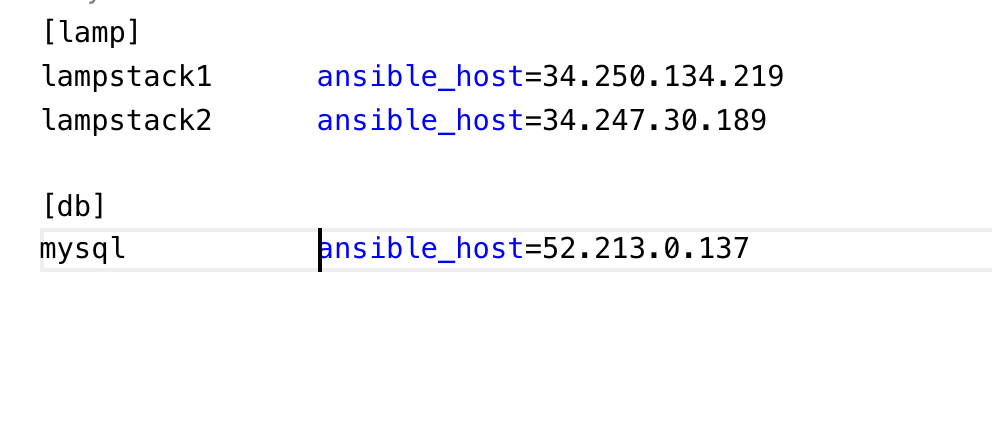 [lamp]
lampstack1 ansible_host=34.250.134.219
lampstack2 ansible_host=34.247.30.189
[db]
mysql ansible_host=52.213.0.137